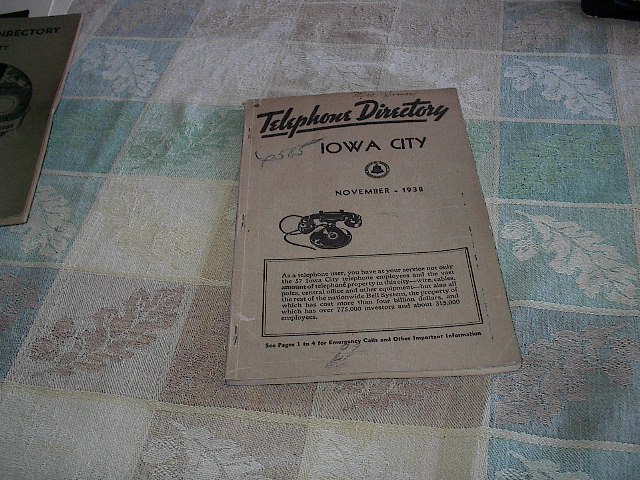 DIRECTORY
Telephone Directory
IOWA CITY
NOVEMBER - 1938
As a telephone user, you have at your service not only
the 57 Iowa City telephone employees and the vast
amount of telephone property in this city—wire, cables,
poles, central office and other equipment—but also all
the rest of the nationwide Bell System, the property of
which has cost more than four billion dollars, and
which has over 775,000 investors and about 315,000
employees.
See Pages 1 to 4 for Emergency Calls and Other Important Information